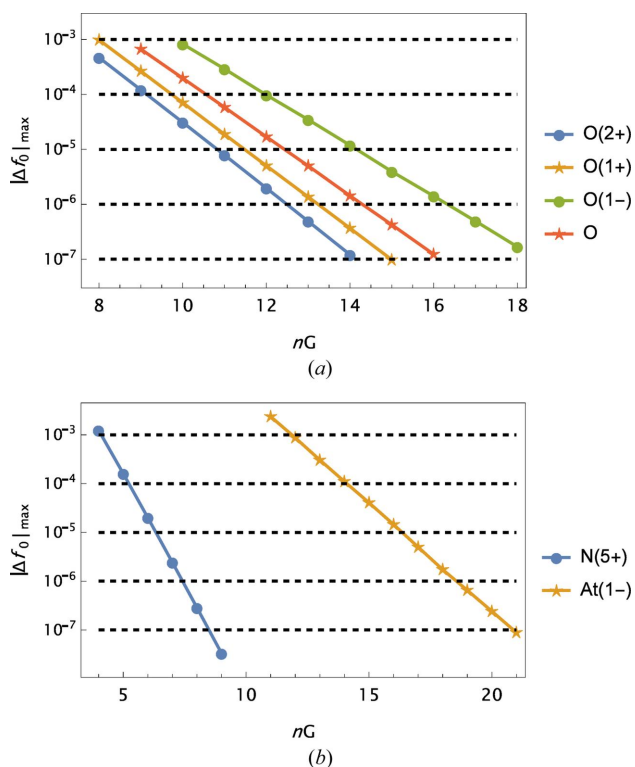 10⁻³
10⁻⁴
10⁻⁵
10⁻⁶
10⁻⁷
|Δf₀|max
8 10 12 14 16 18
nG
O(2+)
O(1+)
O(1−)
O
(a)
10⁻³
10⁻⁴
10⁻⁵
10⁻⁶
10⁻⁷
|Δf₀|max
5 10 15 20
nG
N(5+)
At(1−)
(b)